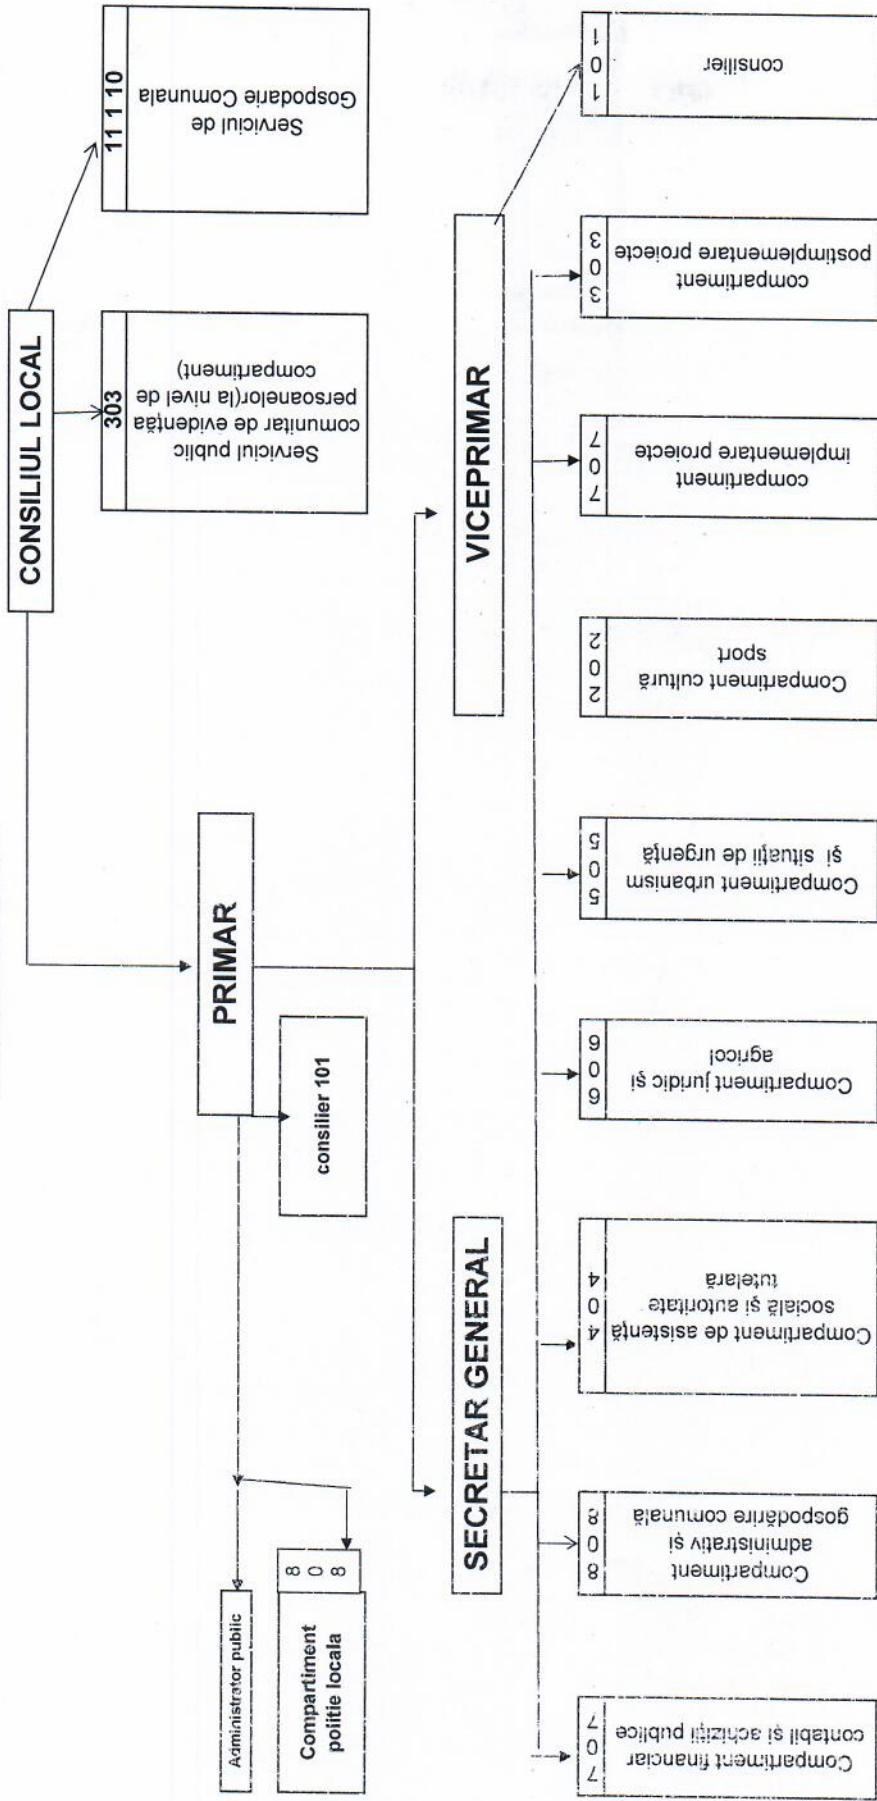 CONSILIUL LOCAL
303
Serviciul public
comunitar de evidențăa
persoanelor(la nivel de
compartiment)
11 1 10
Serviciul de
Gospodarie Comunala
PRIMAR
consilier 101
Administrator public
Compartiment
politie locala
8 0 8
SECRETAR GENERAL
VICEPRIMAR
7 0 7
Compartiment financiar
contabil și achiziții publice
8 0 8
Compartiment
administrativ și
gospodărire comunală
4 0 4
Compartiment de asistență
socială și autoritate
tutelară
6 0 6
Compartiment juridic și
agricol
5 0 5
Compartiment urbanism
și situații de urgență
2 0 2
Compartiment cultură
sport
7 0 7
compartiment
implementare proiecte
3 0 3
compartiment
postimplementare proiecte
1 0 1
consilier